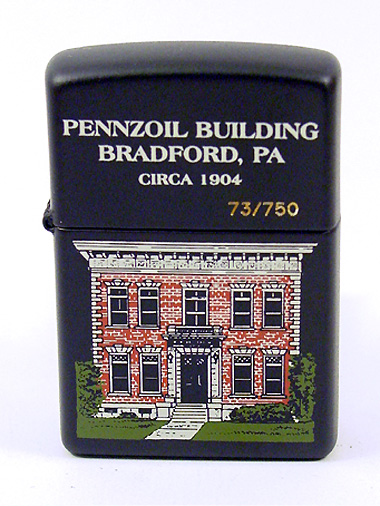 PENNZOIL BUILDING
BRADFORD, PA
CIRCA 1904
73/750